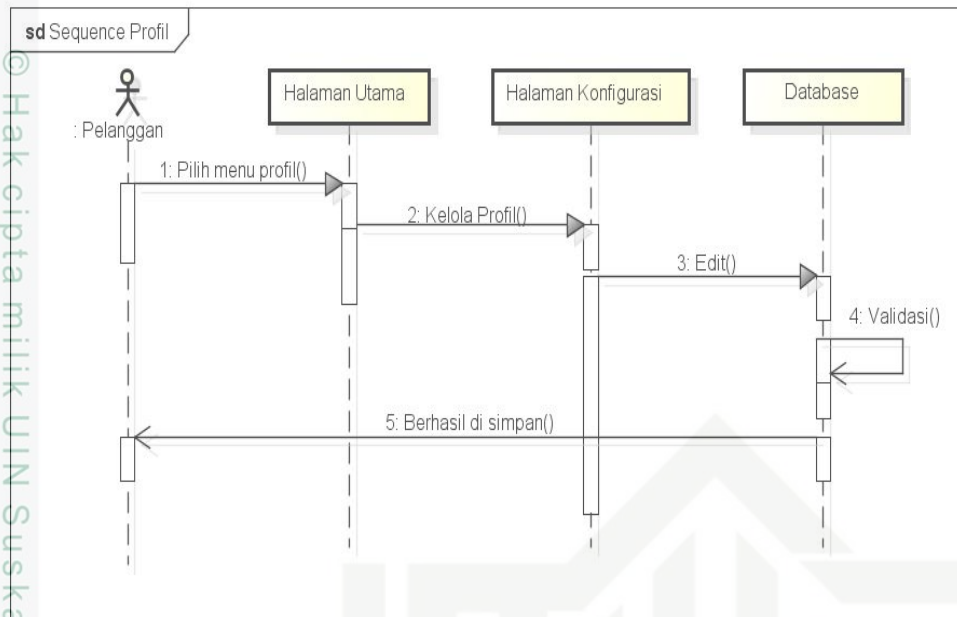 sd Sequence Profil
: Pelanggan
Halaman Utama
Halaman Konfigurasi
Database
1: Pilih menu profil()
2: Kelola Profil()
3: Edit()
4: Validasi()
5: Berhasil di simpan()
© Hak cipta milik UIN Suska